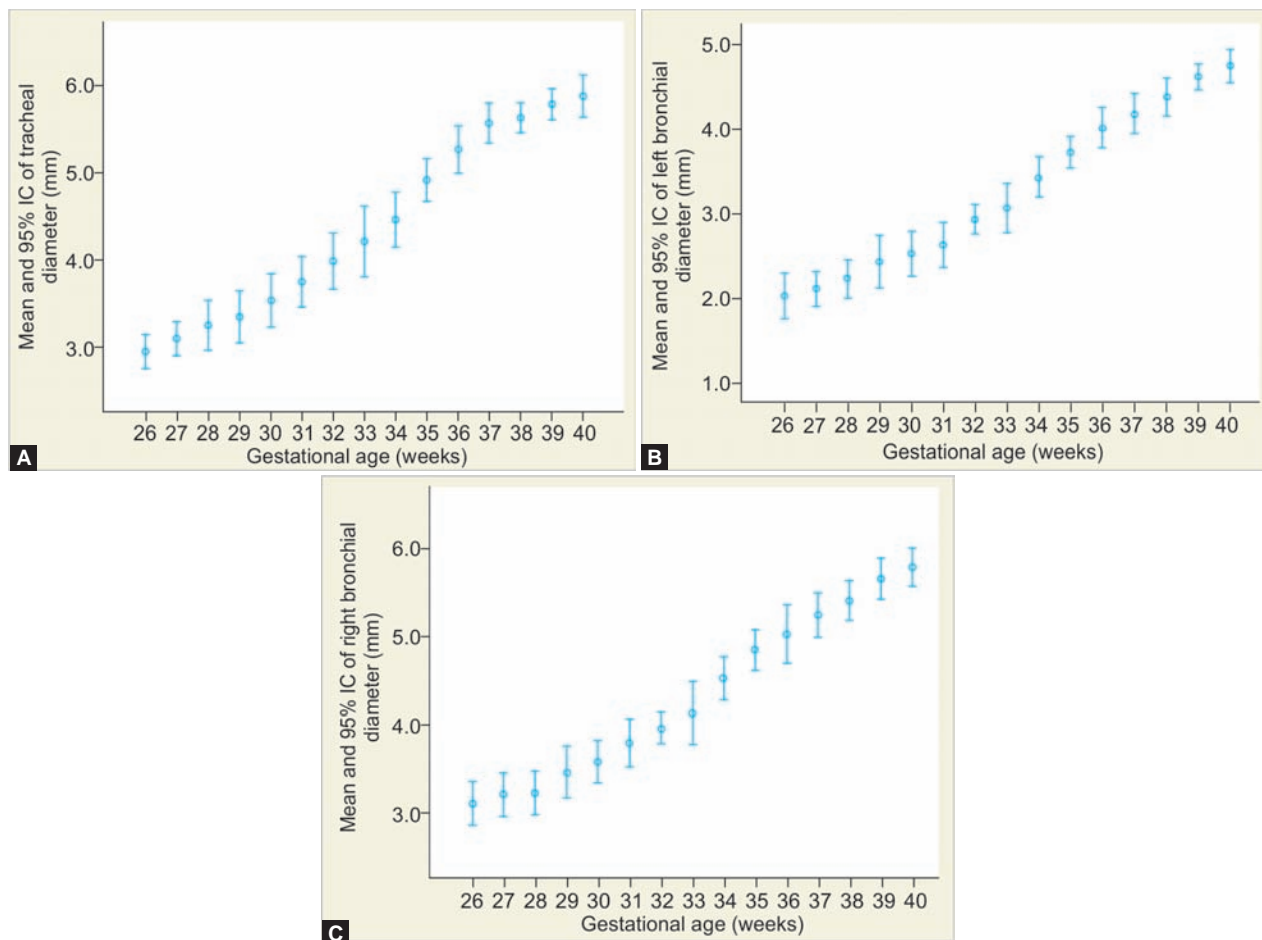 Mean and 95% IC of tracheal
diameter (mm)
6.0
5.0
4.0
3.0
26 27 28 29 30 31 32 33 34 35 36 37 38 39 40
Gestational age (weeks)
A
Mean and 95% IC of left bronchial
diameter (mm)
5.0
4.0
3.0
2.0
1.0
26 27 28 29 30 31 32 33 34 35 36 37 38 39 40
Gestational age (weeks)
B
Mean and 95% IC of right bronchial
diameter (mm)
6.0
5.0
4.0
3.0
26 27 28 29 30 31 32 33 34 35 36 37 38 39 40
Gestational age (weeks)
C